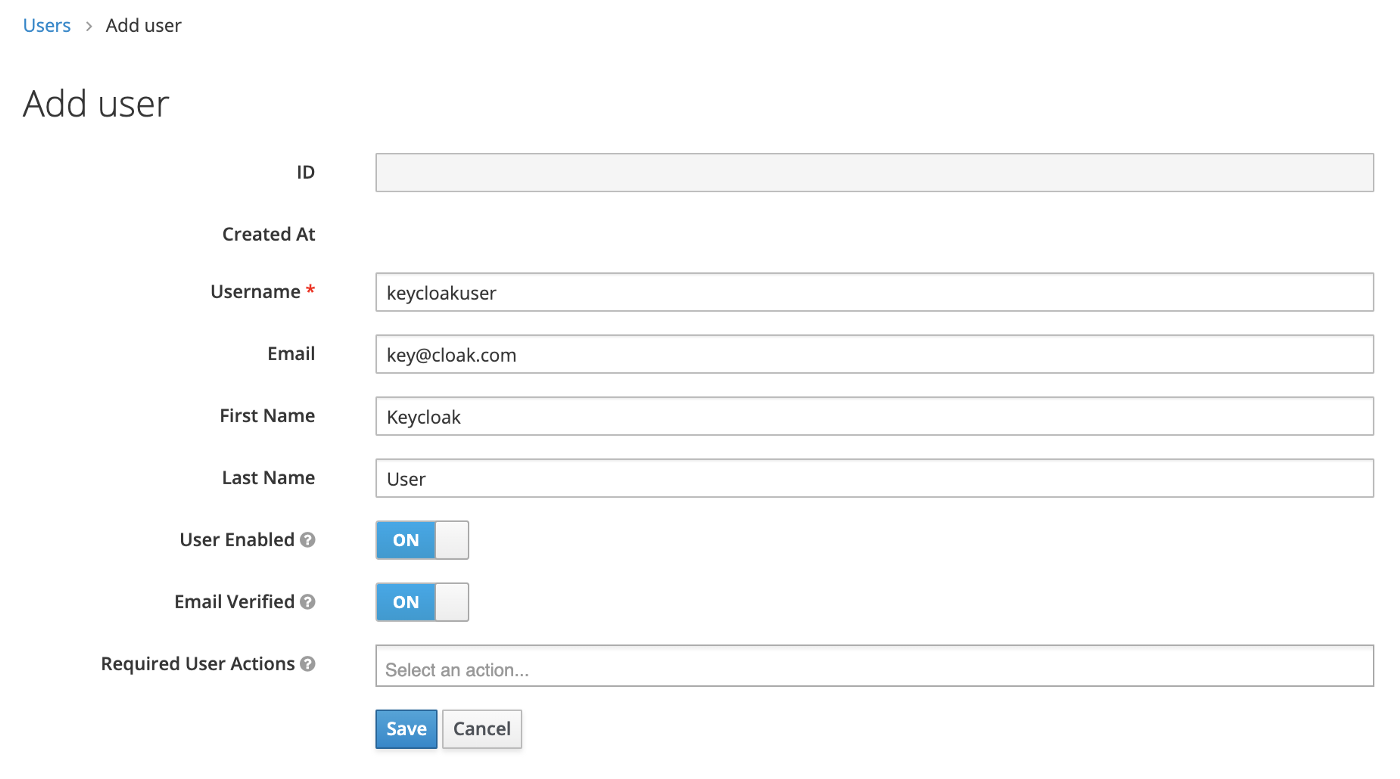 Users > Add user
Add user
ID
Created At
Username * keycloakuser
Email key@cloak.com
First Name Keycloak
Last Name User
User Enabled ? ON
Email Verified ? ON
Required User Actions ? Select an action...
Save Cancel